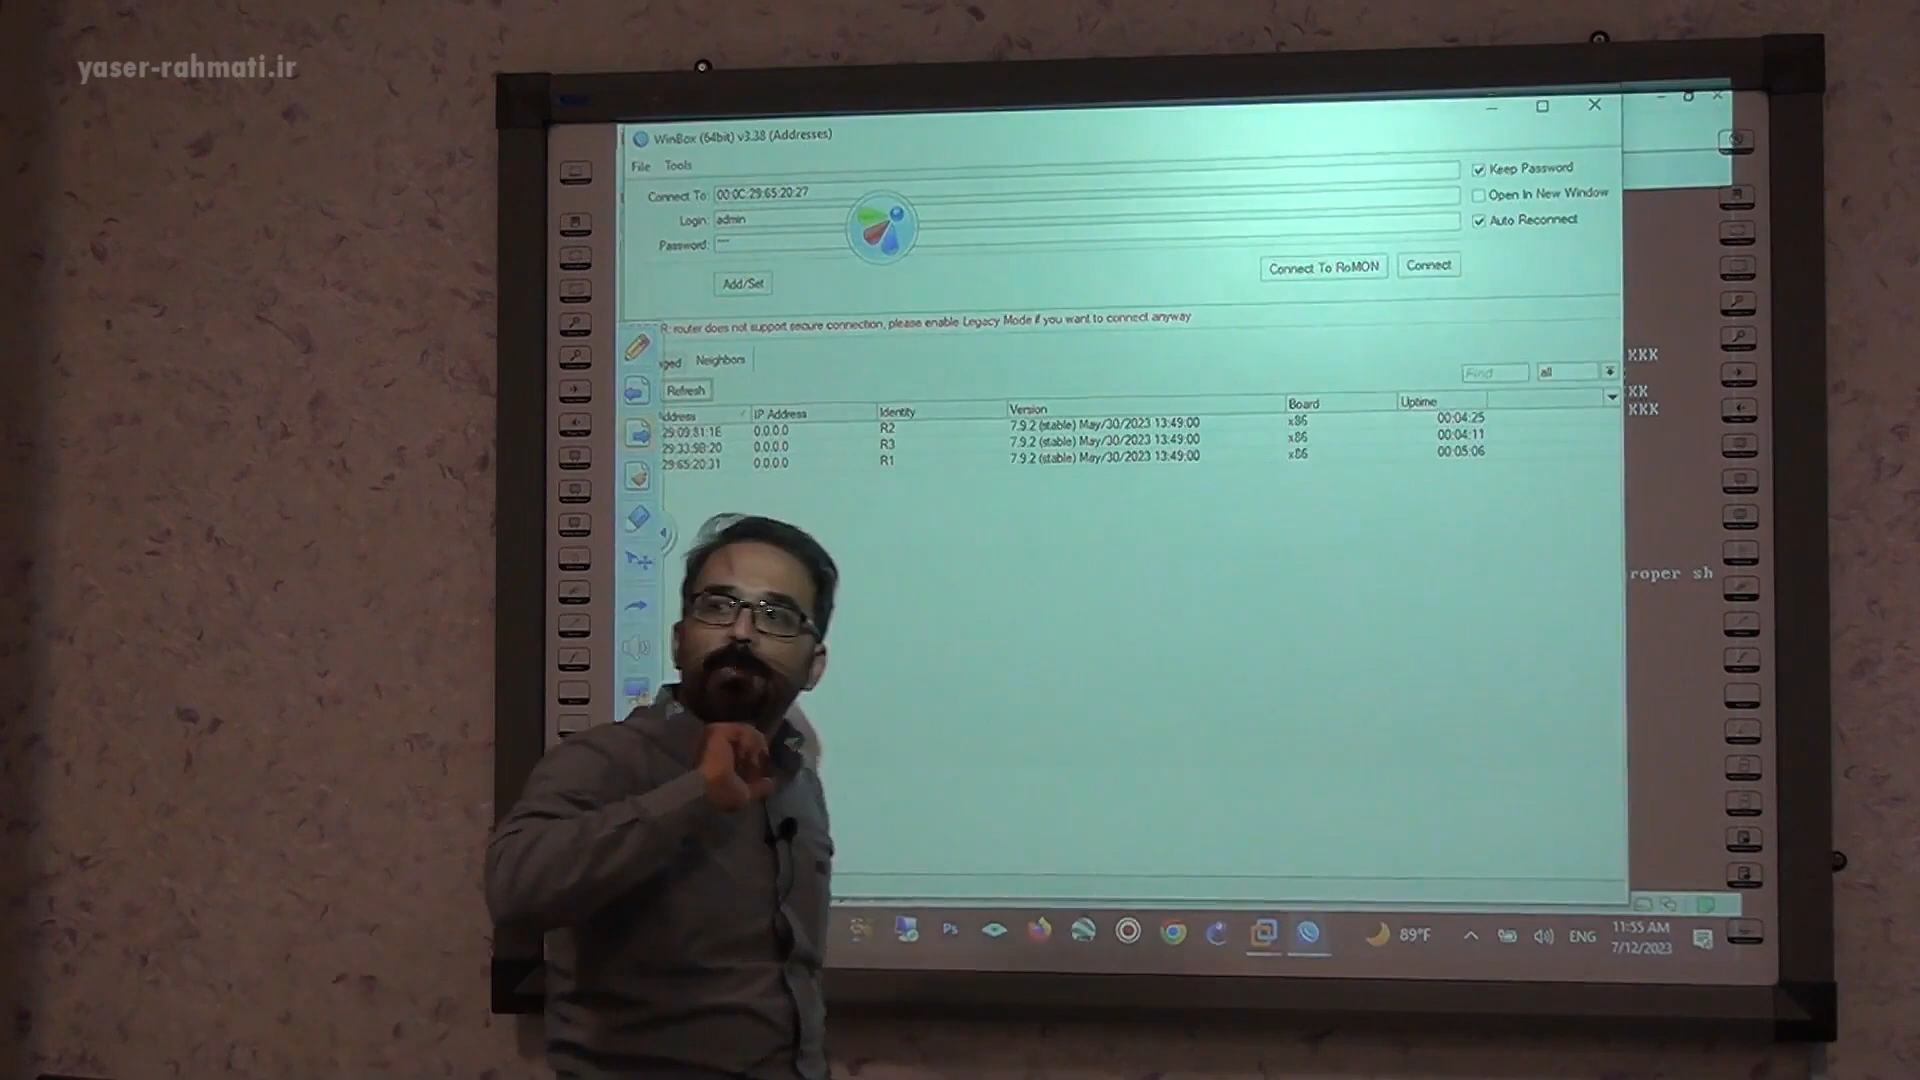 yaser-rahmati.ir
WinBox (64bit) v3.38 (Addresses)
File Tools
Connect To: 00:0C:29:65:20:27
Keep Password
Login: admin
Open In New Window
Password: ***
Auto Reconnect
Add/Set
Connect To RoMON Connect
R: router does not support secure connection, please enable Legacy Mode if you want to connect anyway
ged Neighbors
Refresh
Find all
ddress IP Address Identity Version Board Uptime
29:09:81:1E 0.0.0.0 R2 7.9.2 (stable) May/30/2023 13:49:00 x86 00:04:25
29:33:9B:20 0.0.0.0 R3 7.9.2 (stable) May/30/2023 13:49:00 x86 00:04:11
29:65:20:31 0.0.0.0 R1 7.9.2 (stable) May/30/2023 13:49:00 x86 00:05:06
KKK
KK
KKK
roper sh
Ps
89°F
ENG
11:55 AM
7/12/2023